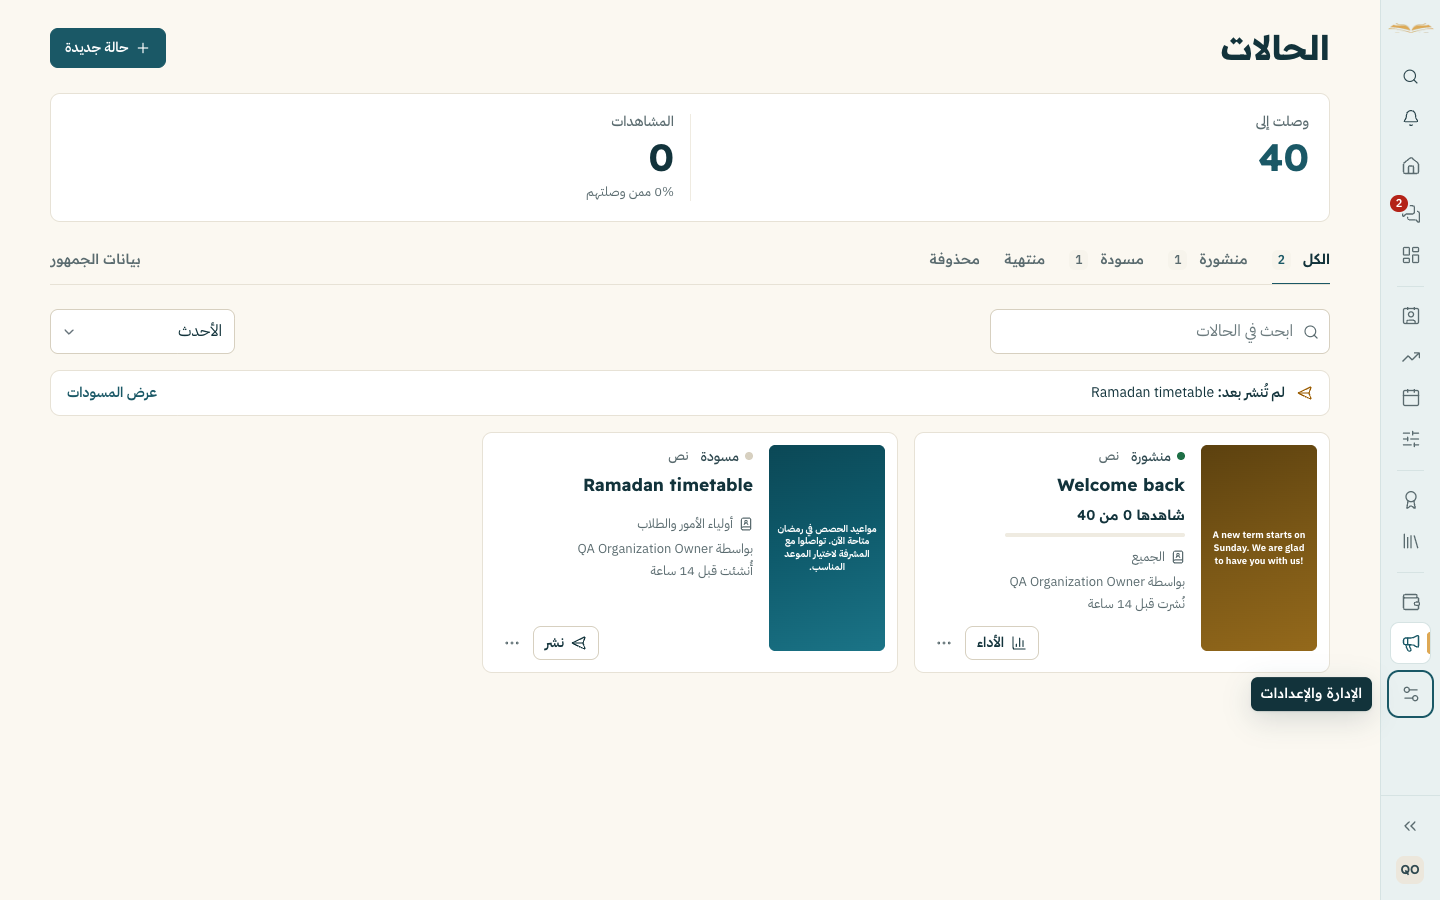 الحالات
حالة جديدة
وصلت إلى
40
المشاهدات
0
0% ممن وصلتهم
الكل 2
منشورة 1
مسودة 1
منتهية
محذوفة
بيانات الجمهور
ابحث في الحالات
الأحدث
لم تُنشر بعد: Ramadan timetable
عرض المسودات
A new term starts on
Sunday. We are glad
to have you with us!
منشورة نص
Welcome back
شاهدها 0 من 40
الجميع
بواسطة QA Organization Owner
نُشرت قبل 14 ساعة
الأداء
مواعيد الحصص في رمضان
متاحة الآن. تواصلوا مع
المشرفة لاختيار الموعد
المناسب.
مسودة نص
Ramadan timetable
أولياء الأمور والطلاب
بواسطة QA Organization Owner
أُنشئت قبل 14 ساعة
نشر
2
الإدارة والإعدادات
QO